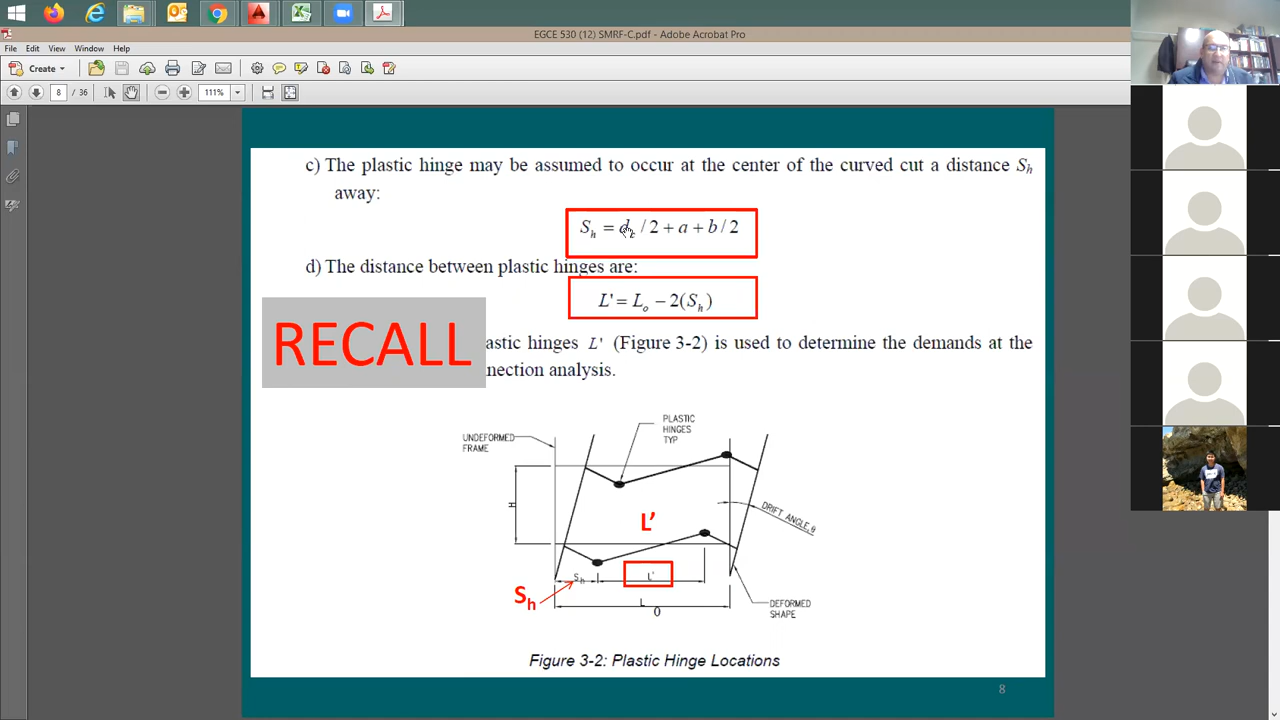 EGCE 530 (12) SMRF-C.pdf - Adobe Acrobat Pro
File Edit View Window Help
Create
8 / 36 111%
c) The plastic hinge may be assumed to occur at the center of the curved cut a distance Sh
away:
Sh = dc / 2 + a + b / 2
d) The distance between plastic hinges are:
L' = Lo − 2(Sh)
RECALL
astic hinges L' (Figure 3-2) is used to determine the demands at the
nection analysis.
UNDEFORMED
FRAME
PLASTIC
HINGES
TYP
H
L'
DRIFT ANGLE, θ
Sh
L'
Sh
L
O
DEFORMED
SHAPE
Figure 3-2: Plastic Hinge Locations
8